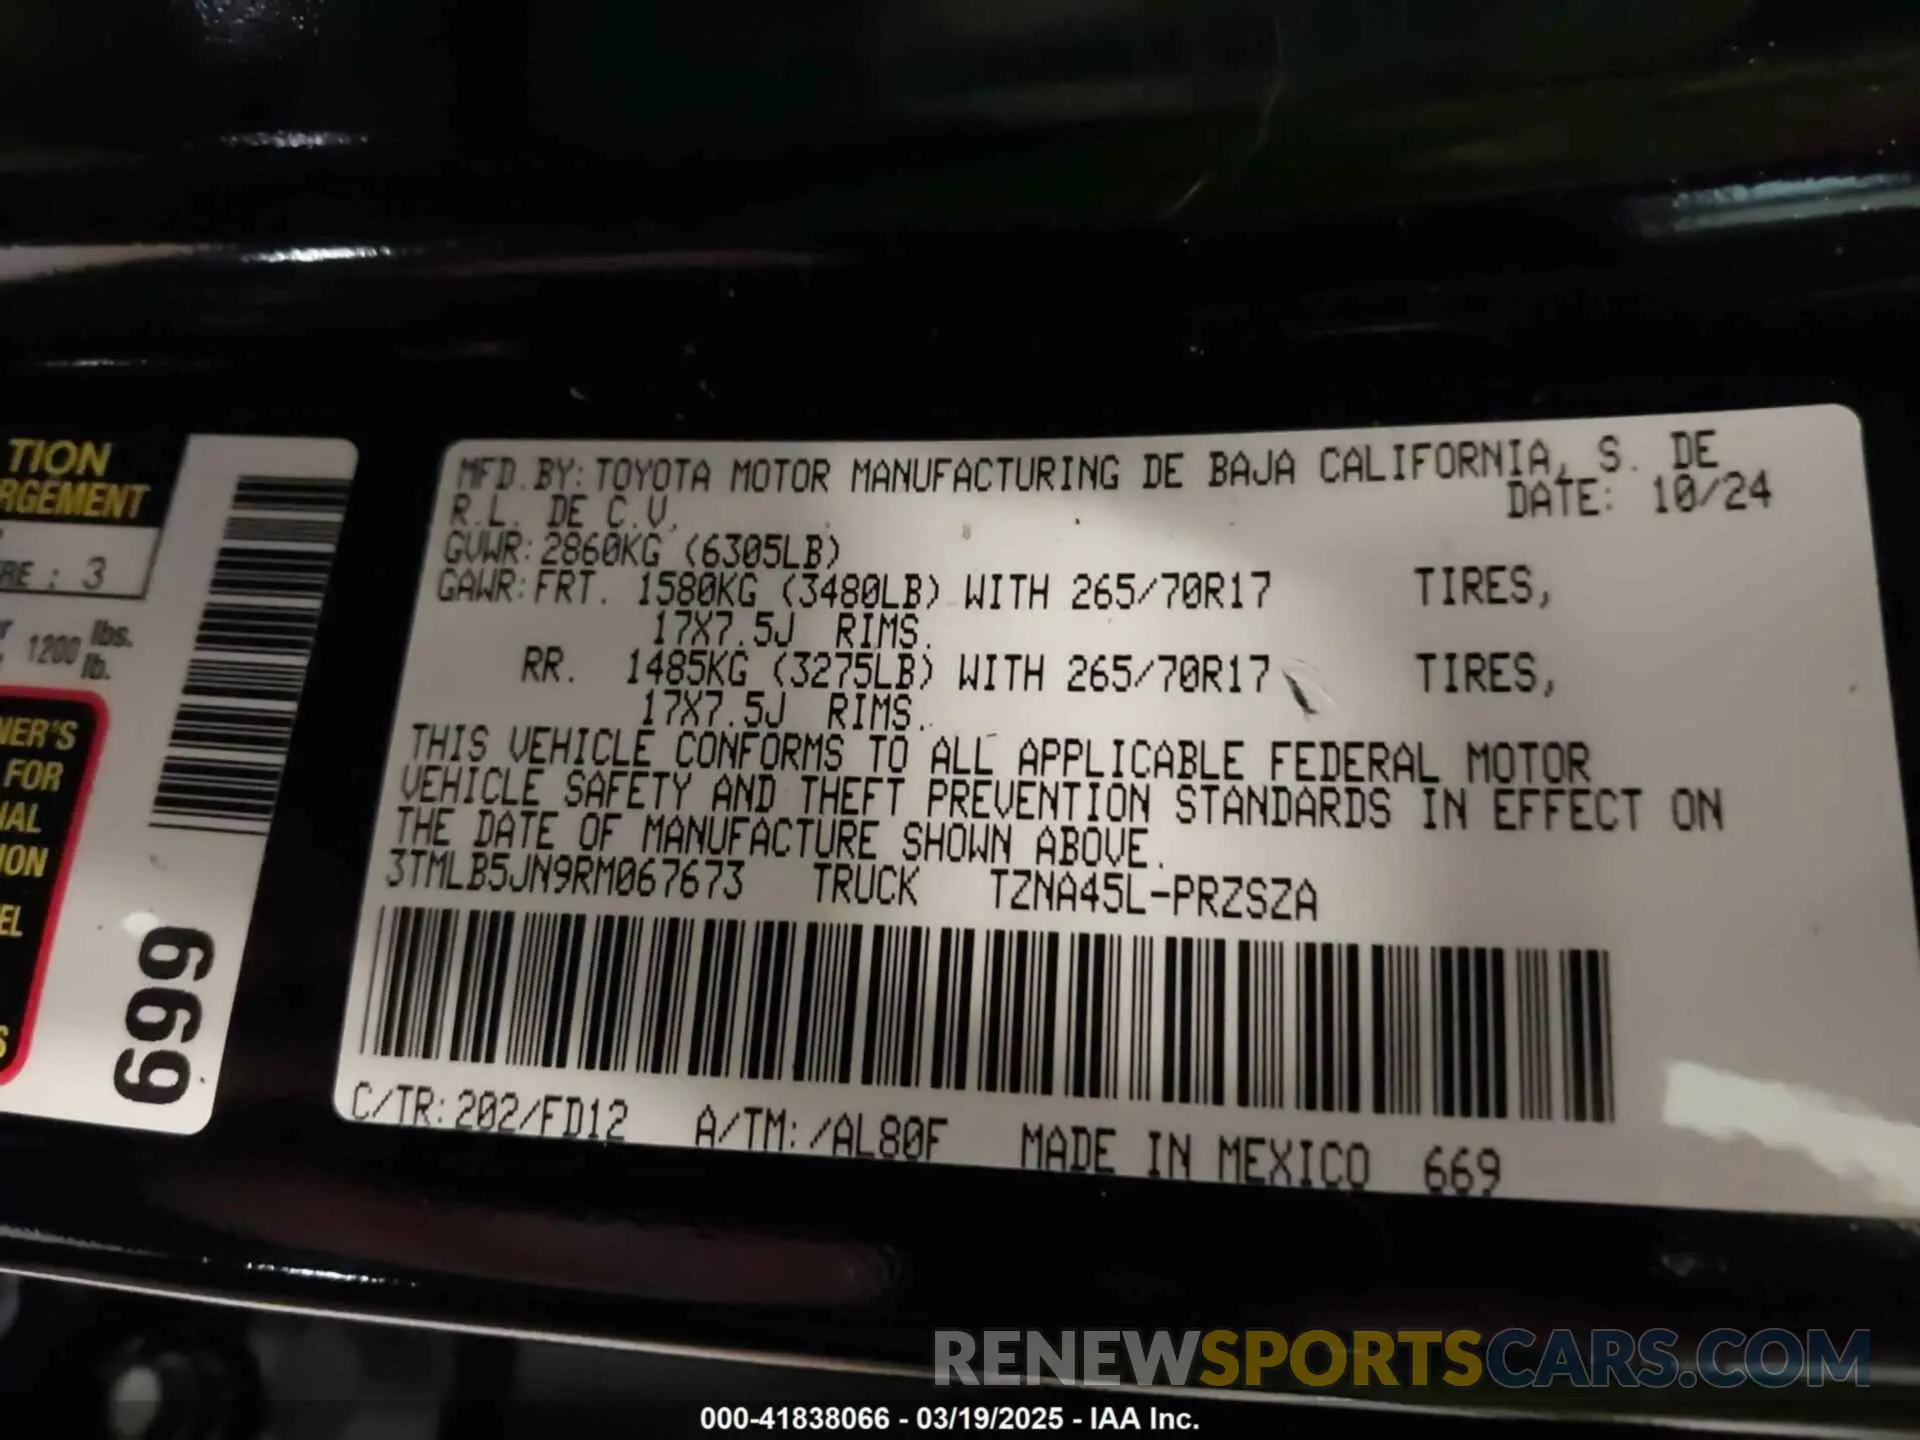 TION
RGEMENT
RE : 3
1200 lbs.
lb.
NER'S
FOR
EL
699
MFD.BY:TOYOTA MOTOR MANUFACTURING DE BAJA CALIFORNIA, S. DE
R.L. DE C.V.
DATE: 10/24
GVWR:2860KG (6305LB)
GAWR:FRT. 1580KG (3480LB) WITH 265/70R17 TIRES,
17X7.5J RIMS.
RR. 1485KG (3275LB) WITH 265/70R17 TIRES,
17X7.5J RIMS.
THIS VEHICLE CONFORMS TO ALL APPLICABLE FEDERAL MOTOR
VEHICLE SAFETY AND THEFT PREVENTION STANDARDS IN EFFECT ON
THE DATE OF MANUFACTURE SHOWN ABOVE.
3TMLB5JN9RM067673 TRUCK TZNA45L-PRZSZA
C/TR:202/FD12 A/TM:/AL80F MADE IN MEXICO 669
RENEWSPORTSCARS.COM
000-41838066 - 03/19/2025 - IAA Inc.